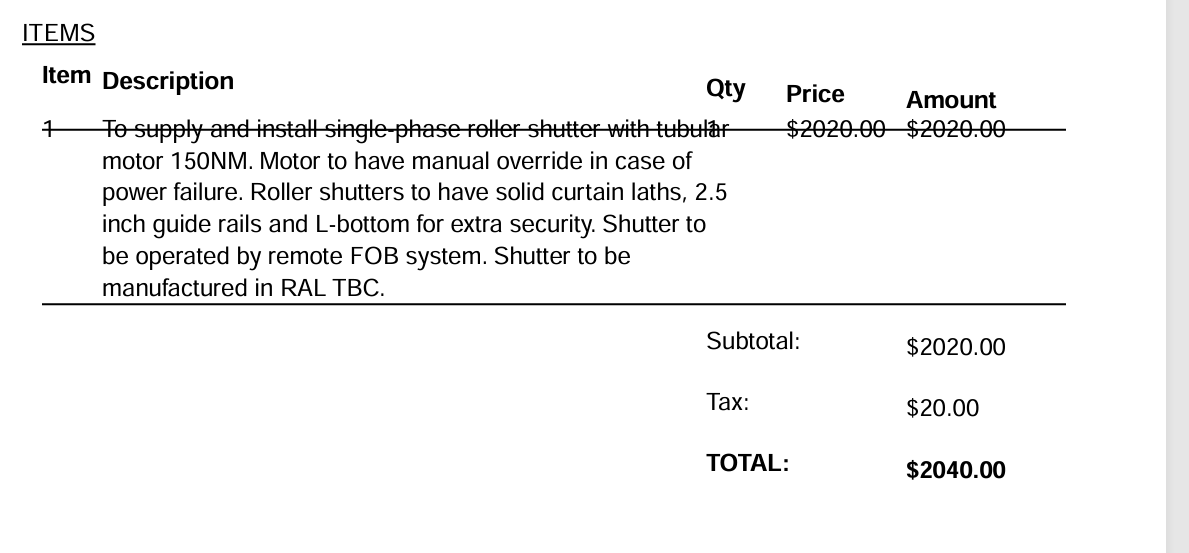 ITEMS
Item Description Qty Price Amount
1 To supply and install single-phase roller shutter with tubular 1 $2020.00 $2020.00
motor 150NM. Motor to have manual override in case of
power failure. Roller shutters to have solid curtain laths, 2.5
inch guide rails and L-bottom for extra security. Shutter to
be operated by remote FOB system. Shutter to be
manufactured in RAL TBC.
Subtotal: $2020.00
Tax: $20.00
TOTAL: $2040.00